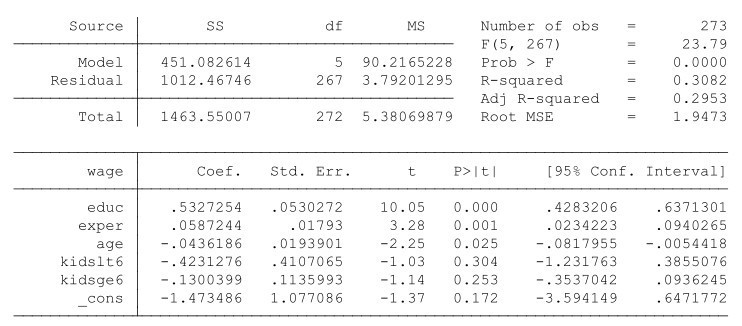 Source SS df MS Number of obs = 273
F(5, 267) = 23.79
Model 451.082614 5 90.2165228 Prob > F = 0.0000
Residual 1012.46746 267 3.79201295 R-squared = 0.3082
Adj R-squared = 0.2953
Total 1463.55007 272 5.38069879 Root MSE = 1.9473
wage Coef. Std. Err. t P>|t| [95% Conf. Interval]
educ .5327254 .0530272 10.05 0.000 .4283206 .6371301
exper .0587244 .01793 3.28 0.001 .0234223 .0940265
age -.0436186 .0193901 -2.25 0.025 -.0817955 -.0054418
kidslt6 -.4231276 .4107065 -1.03 0.304 -1.231763 .3855076
kidsge6 -.1300399 .1135993 -1.14 0.253 -.3537042 .0936245
_cons -1.473486 1.077086 -1.37 0.172 -3.594149 .6471772